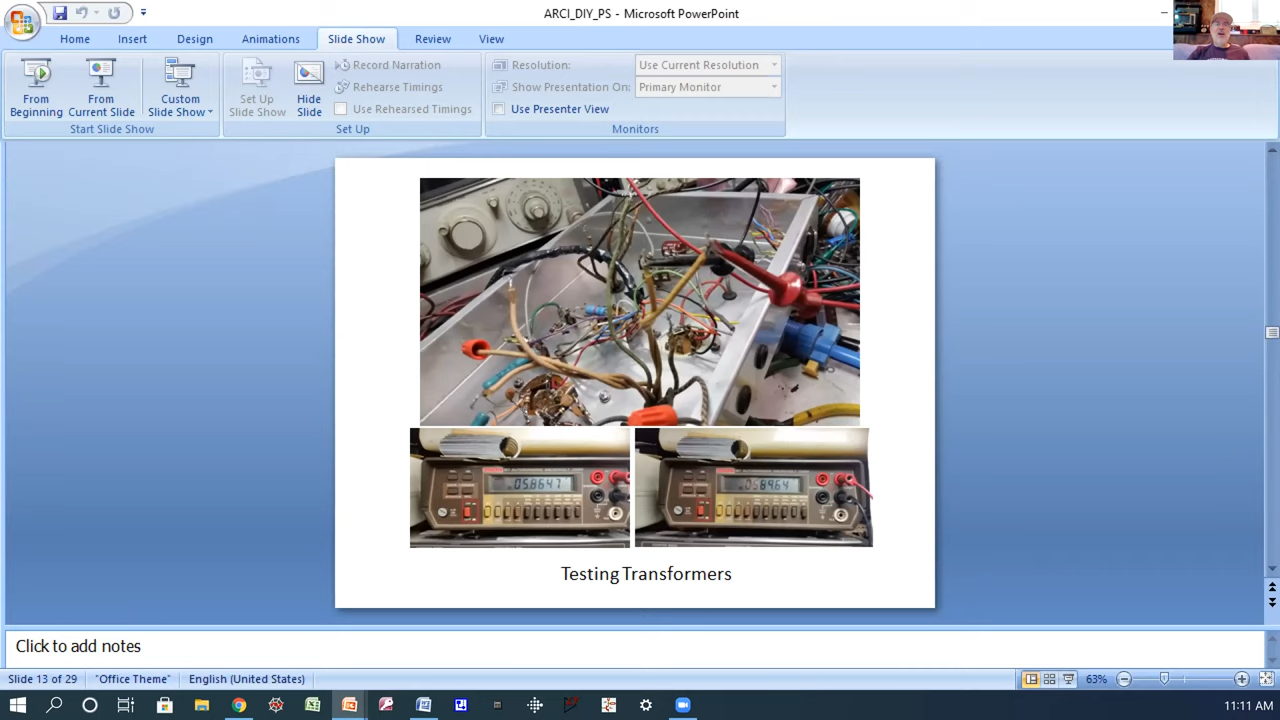 ARCI_DIY_PS - Microsoft PowerPoint
Home Insert Design Animations Slide Show Review View
From Beginning
From Current Slide
Custom Slide Show
Start Slide Show
Set Up Slide Show
Hide Slide
Record Narration
Rehearse Timings
Use Rehearsed Timings
Set Up
Resolution: Use Current Resolution
Show Presentation On: Primary Monitor
Use Presenter View
Monitors
Testing Transformers
Click to add notes
Slide 13 of 29 "Office Theme" English (United States) 63%
11:11 AM